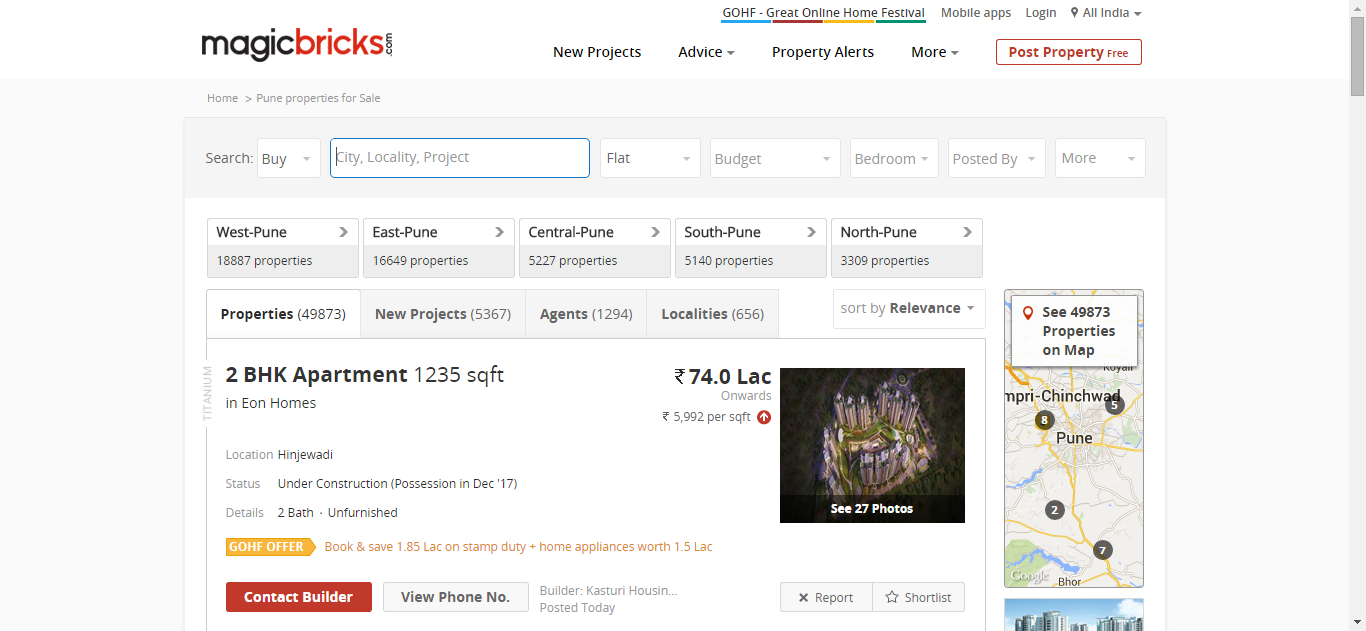 GOHF - Great Online Home Festival Mobile apps Login All India
magicbricks.com
New Projects Advice Property Alerts More Post Property Free
Home > Pune properties for Sale
Search: Buy City, Locality, Project Flat Budget Bedroom Posted By More
West-Pune East-Pune Central-Pune South-Pune North-Pune
18887 properties 16649 properties 5227 properties 5140 properties 3309 properties
Properties (49873) New Projects (5367) Agents (1294) Localities (656)
sort by Relevance
TITANIUM
2 BHK Apartment 1235 sqft
in Eon Homes
₹ 74.0 Lac
Onwards
₹ 5,992 per sqft
Location Hinjewadi
Status Under Construction (Possession in Dec '17)
Details 2 Bath · Unfurnished
See 27 Photos
GOHF OFFER Book & save 1.85 Lac on stamp duty + home appliances worth 1.5 Lac
Contact Builder View Phone No.
Builder: Kasturi Housin...
Posted Today
Report Shortlist
See 49873
Properties
on Map
mpri-Chinchwad
5
8
Pune
2
7
Google
Bhor